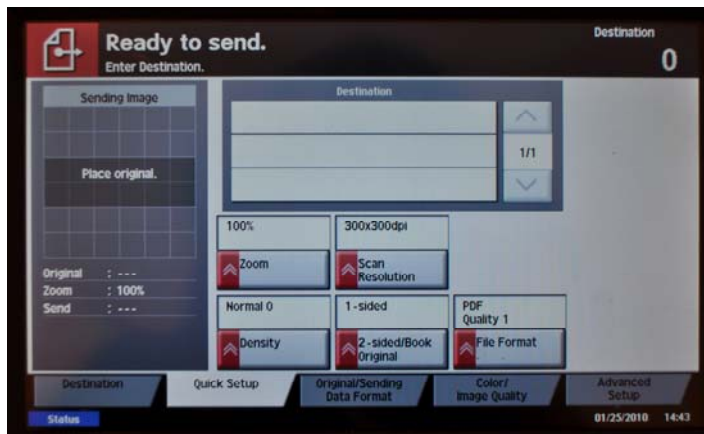 Ready to send.
Enter Destination.
Destination
0
Sending Image
Place original.
Original : ---
Zoom : 100%
Send : ---
Destination
1/1
100%
Zoom
300x300dpi
Scan
Resolution
Normal 0
Density
1-sided
2-sided/Book
Original
PDF
Quality 1
File Format
Destination
Quick Setup
Original/Sending
Data Format
Color/
Image Quality
Advanced
Setup
Status
01/25/2010 14:43